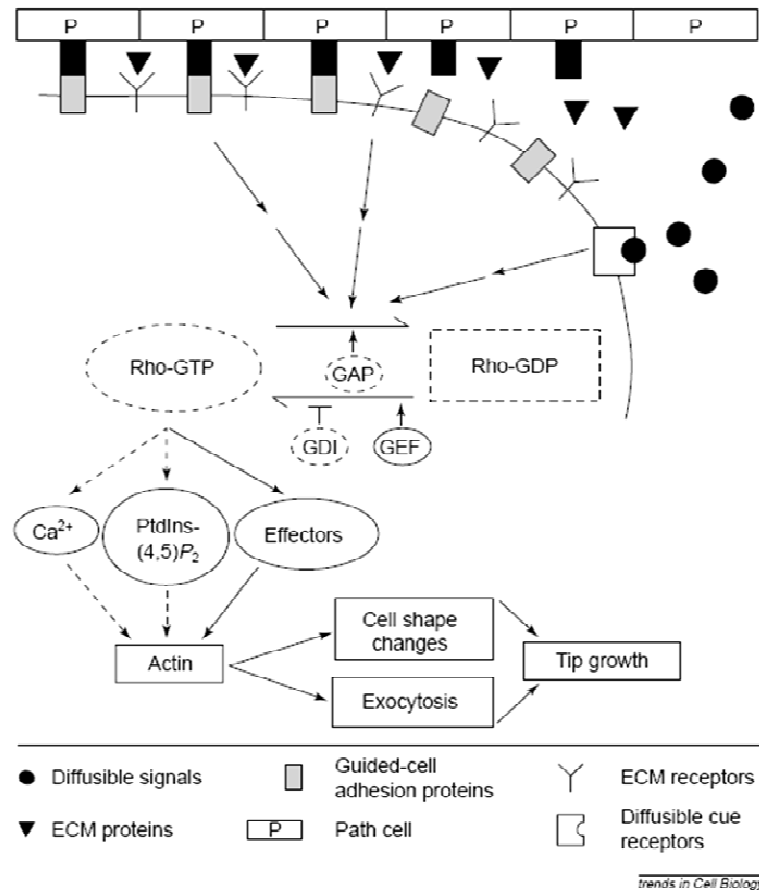 P P P P P P
Rho-GTP
GAP
Rho-GDP
GDI
GEF
Ca²⁺
PtdIns-
(4,5)P₂
Effectors
Actin
Cell shape
changes
Exocytosis
Tip growth
Diffusible signals
Guided-cell
adhesion proteins
ECM receptors
ECM proteins
P
Path cell
Diffusible cue
receptors
trends in Cell Biology